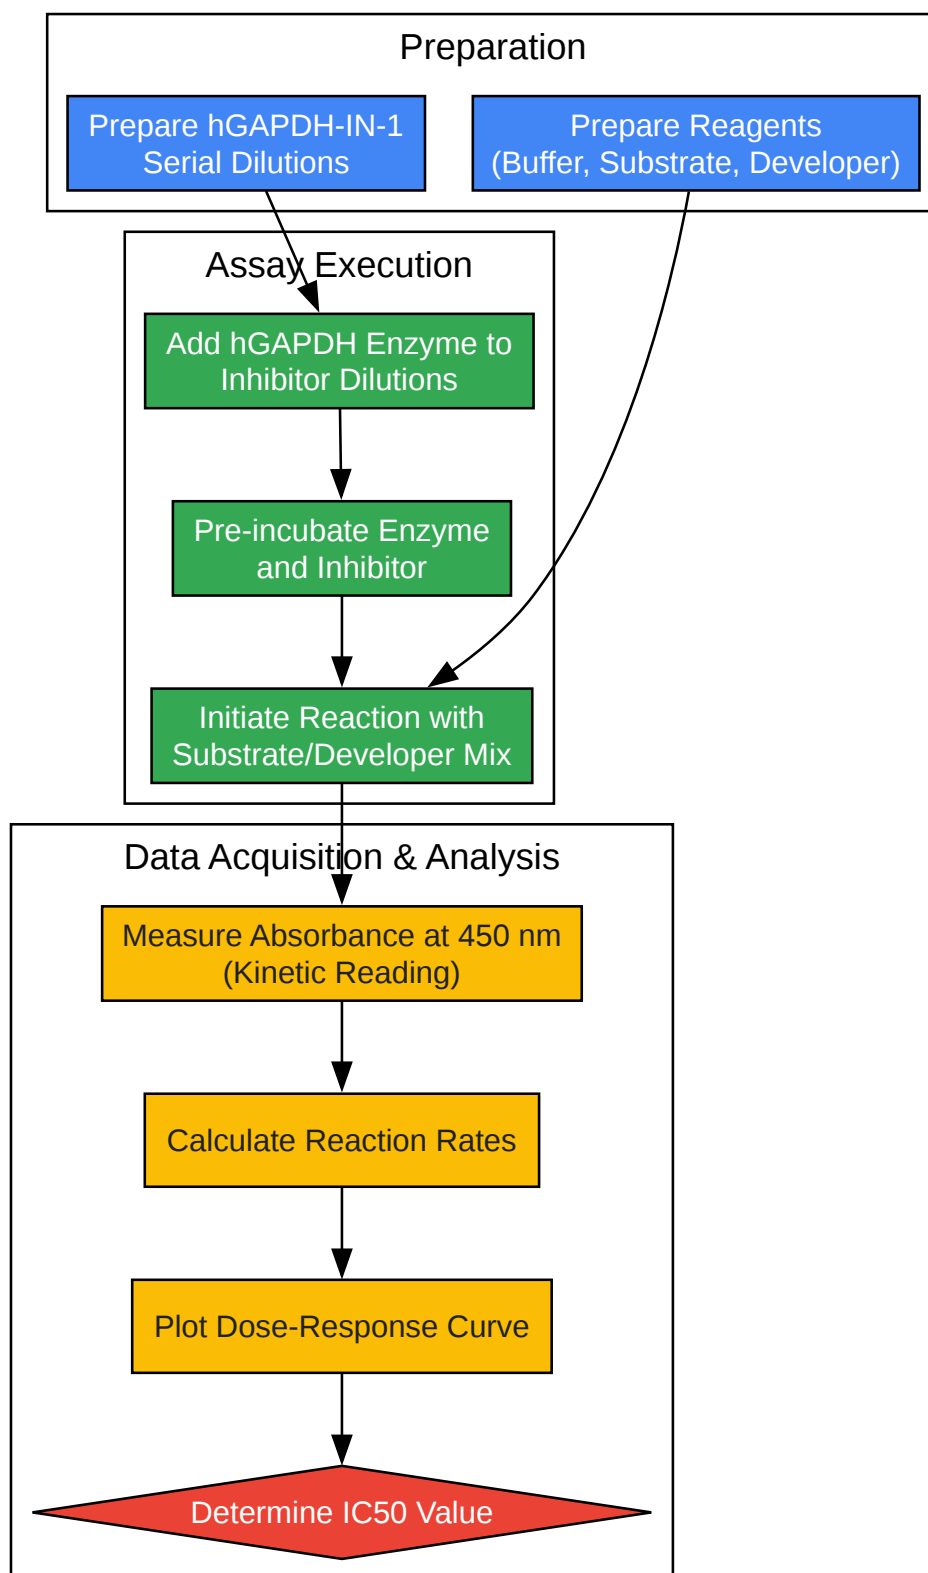 Preparation
Prepare hGAPDH-IN-1
Serial Dilutions
Prepare Reagents
(Buffer, Substrate, Developer)
Assay Execution
Add hGAPDH Enzyme to
Inhibitor Dilutions
Pre-incubate Enzyme
and Inhibitor
Initiate Reaction with
Substrate/Developer Mix
Data Acquisition & Analysis
Measure Absorbance at 450 nm
(Kinetic Reading)
Calculate Reaction Rates
Plot Dose-Response Curve
Determine IC50 Value